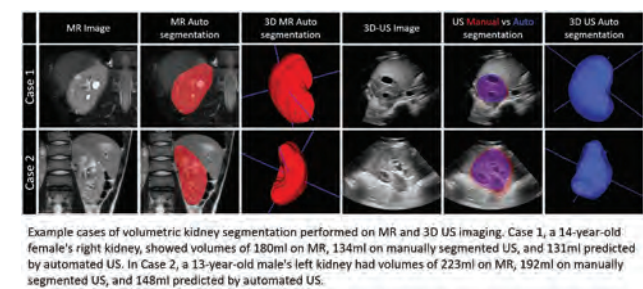 MR Image MR Auto segmentation 3D MR Auto segmentation 3D-US Image US Manual vs Auto segmentation 3D US Auto segmentation
Case 1
Case 2
Example cases of volumetric kidney segmentation performed on MR and 3D US imaging. Case 1, a 14-year-old
female's right kidney, showed volumes of 180ml on MR, 134ml on manually segmented US, and 131ml predicted
by automated US. In Case 2, a 13-year-old male's left kidney had volumes of 223ml on MR, 192ml on manually
segmented US, and 148ml predicted by automated US.